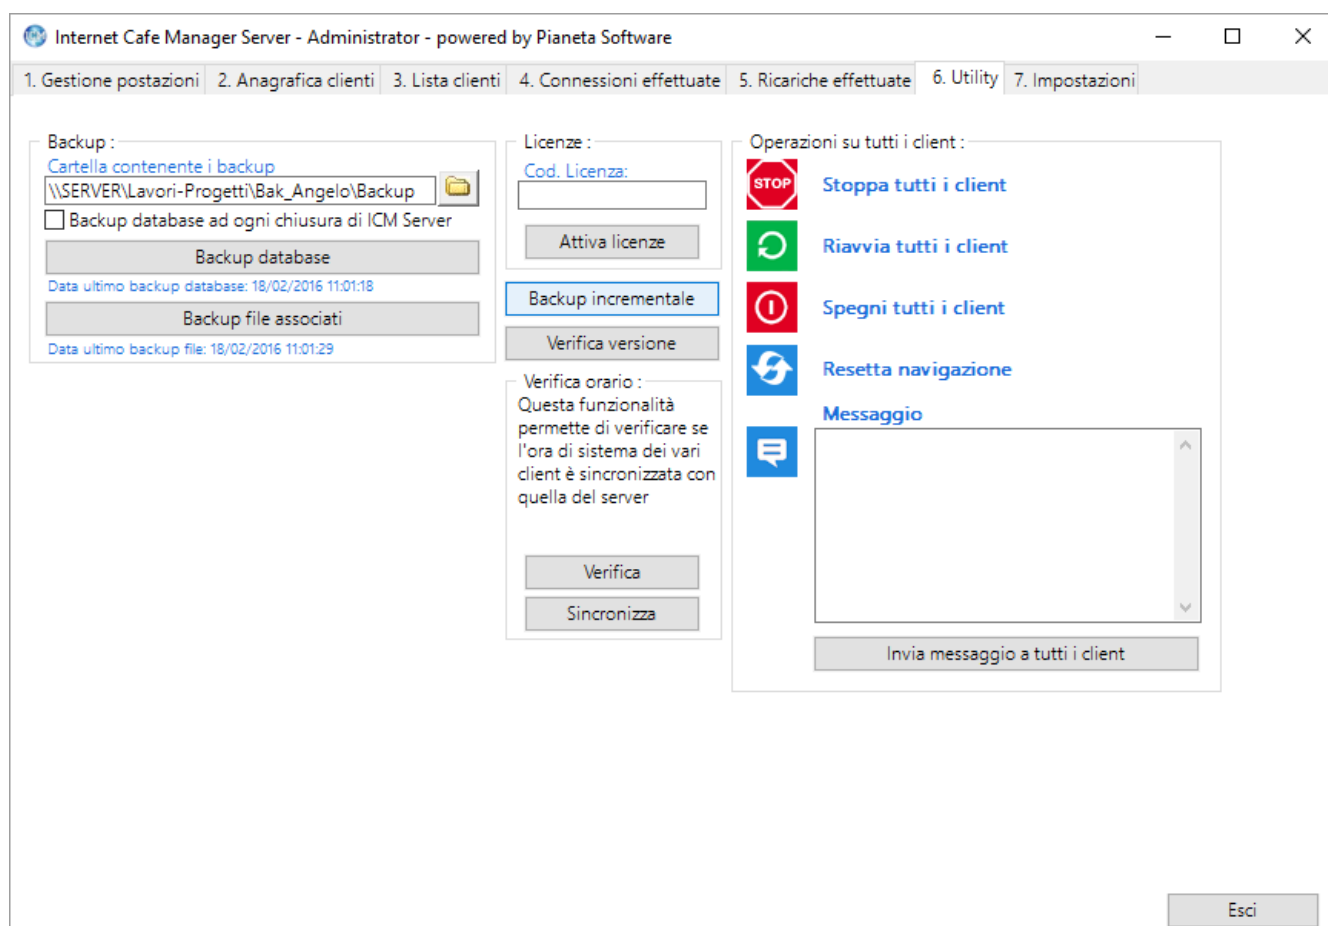 Internet Cafe Manager Server - Administrator - powered by Pianeta Software
1. Gestione postazioni 2. Anagrafica clienti 3. Lista clienti 4. Connessioni effettuate 5. Ricariche effettuate 6. Utility 7. Impostazioni
Backup :
Cartella contenente i backup
\\SERVER\Lavori-Progetti\Bak_Angelo\Backup
Backup database ad ogni chiusura di ICM Server
Backup database
Data ultimo backup database: 18/02/2016 11:01:18
Backup file associati
Data ultimo backup file: 18/02/2016 11:01:29
Licenze :
Cod. Licenza:
Attiva licenze
Backup incrementale
Verifica versione
Verifica orario :
Questa funzionalità
permette di verificare se
l'ora di sistema dei vari
client è sincronizzata con
quella del server
Verifica
Sincronizza
Operazioni su tutti i client :
STOP Stoppa tutti i client
Riavvia tutti i client
Spegni tutti i client
Resetta navigazione
Messaggio
Invia messaggio a tutti i client
Esci